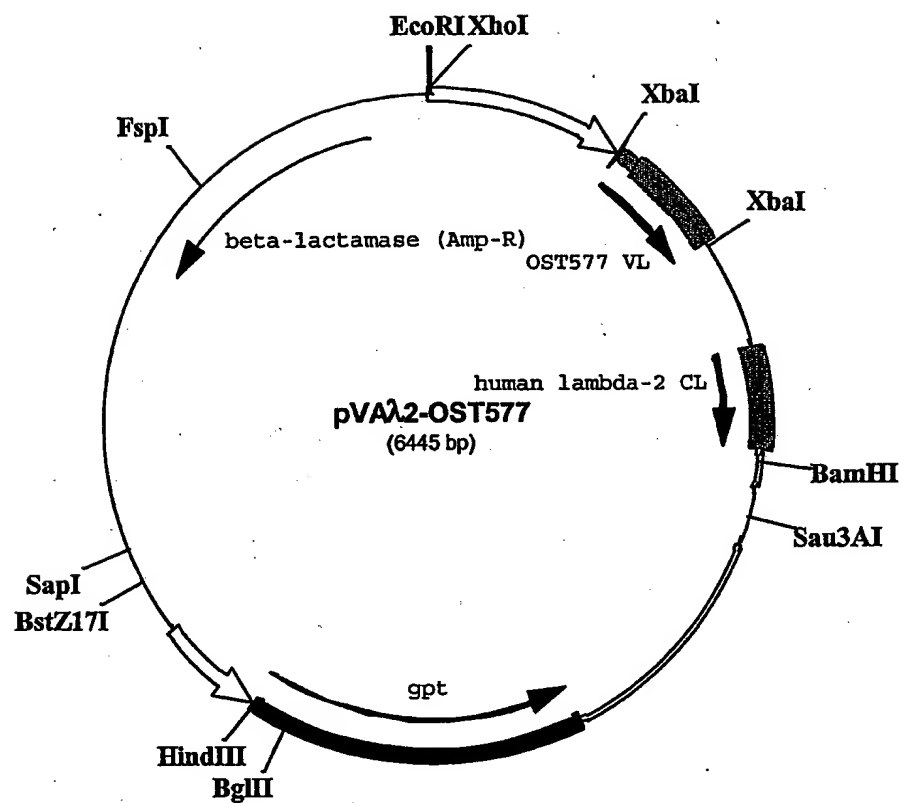 EcoRI XhoI
XbaI
FspI
XbaI
beta-lactamase (Amp-R)
OST577 VL
human lambda-2 CL
pVAλ2-OST577
(6445 bp)
BamHI
Sau3AI
SapI
BstZ17I
gpt
HindIII
BglII